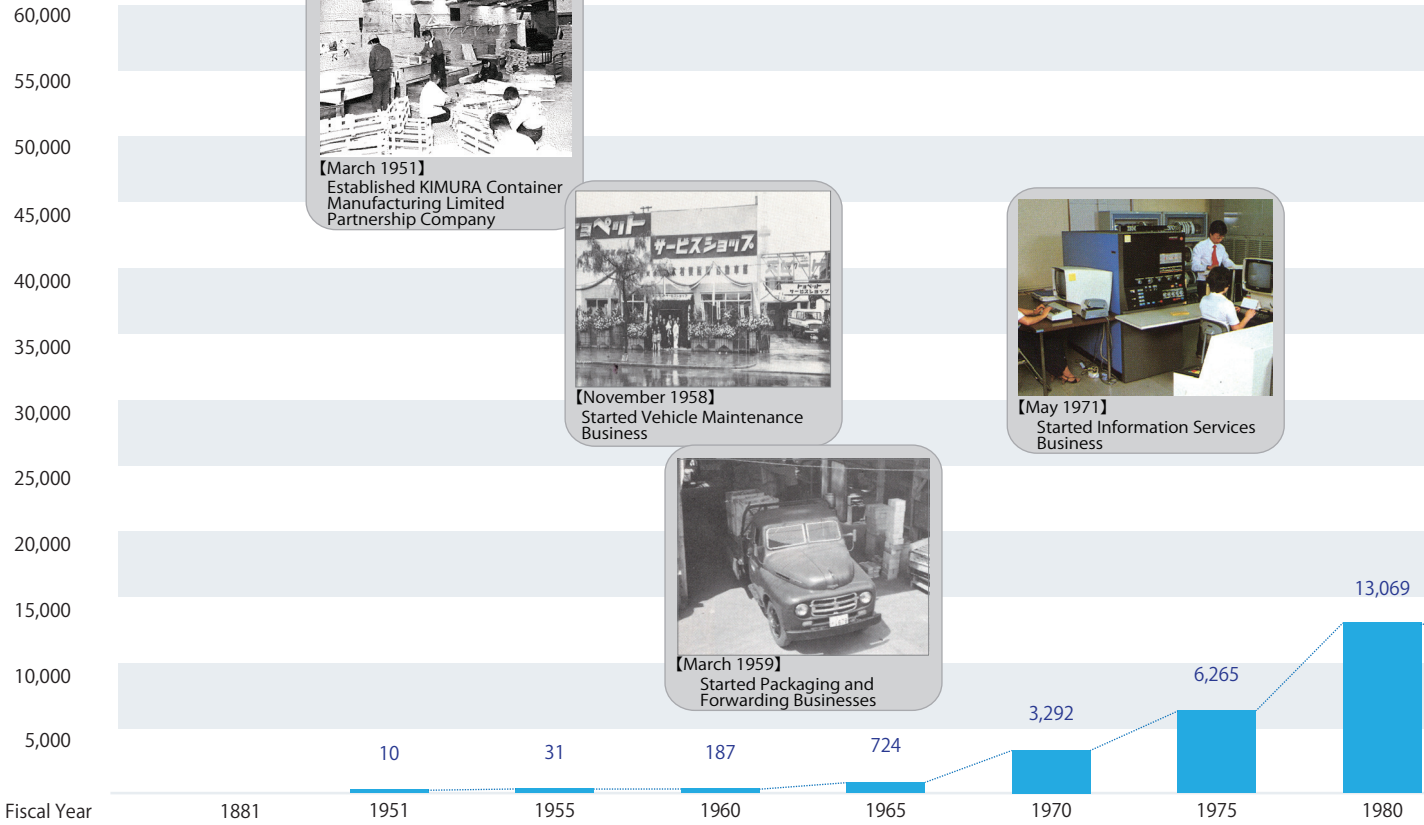 60,000
55,000
50,000
45,000
40,000
35,000
30,000
25,000
20,000
15,000
10,000
5,000
【March 1951】
Established KIMURA Container
Manufacturing Limited
Partnership Company
ョペット
サービスショップ
【November 1958】
Started Vehicle Maintenance
Business
【May 1971】
Started Information Services
Business
【March 1959】
Started Packaging and
Forwarding Businesses
10
31
187
724
3,292
6,265
13,069
Fiscal Year
1881
1951
1955
1960
1965
1970
1975
1980